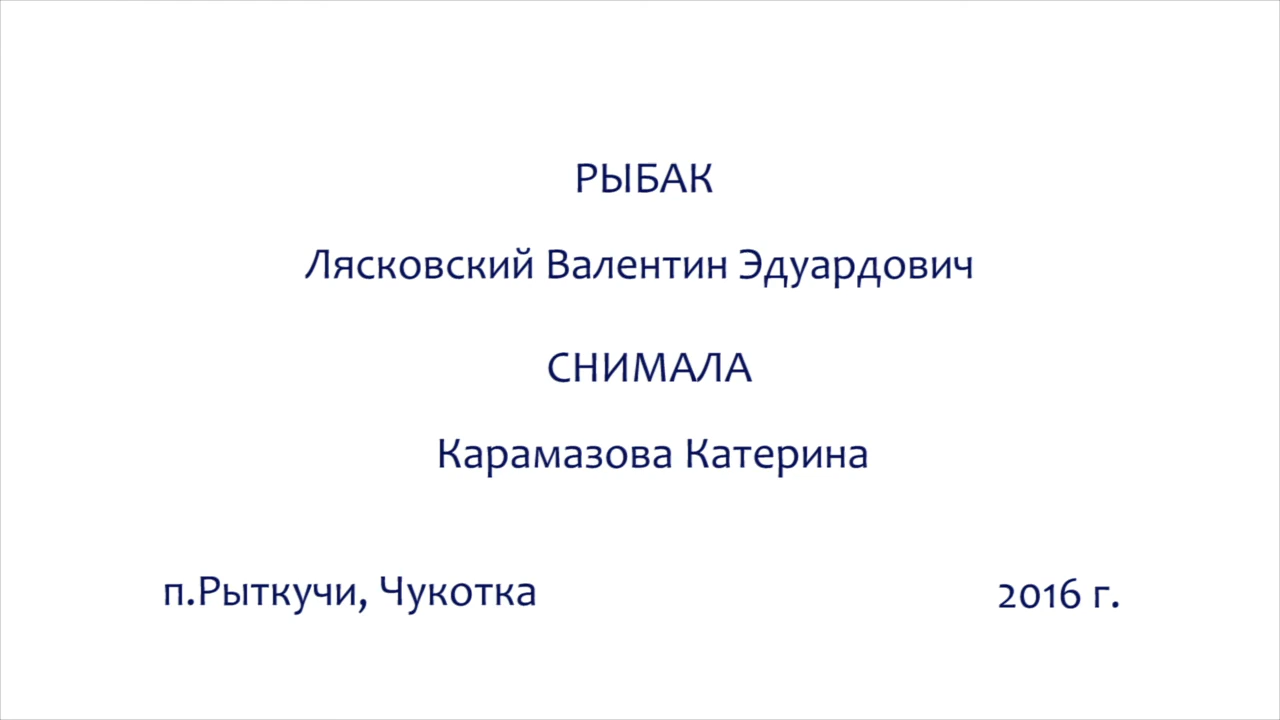 РЫБАК
Лясковский Валентин Эдуардович
СНИМАЛА
Карамазова Катерина
п.Рыткучи, Чукотка 2016 г.